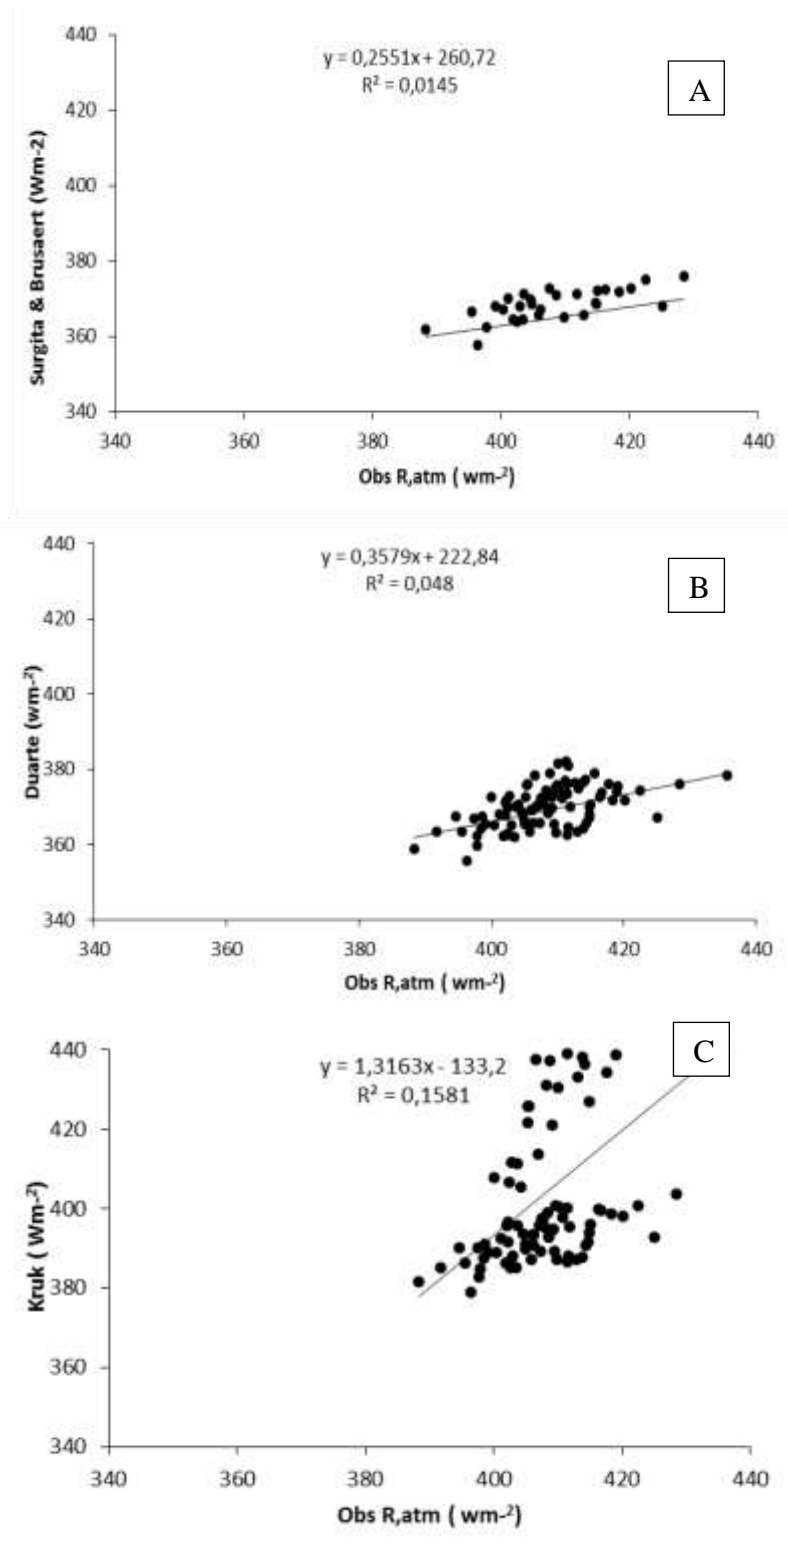 440
y = 0,2551x + 260,72
R² = 0,0145
A
420
400
380
360
340
Surgita & Brusaert (Wm-2)
340 360 380 400 420 440
Obs R,atm ( wm-²)
440
y = 0,3579x + 222,84
R² = 0,048
B
420
400
380
360
340
Duarte (wm-²)
340 360 380 400 420 440
Obs R,atm ( wm-²)
440
y = 1,3163x - 133,2
R² = 0,1581
C
420
400
380
360
340
Kruk ( Wm-²)
340 360 380 400 420 440
Obs R,atm ( wm-²)